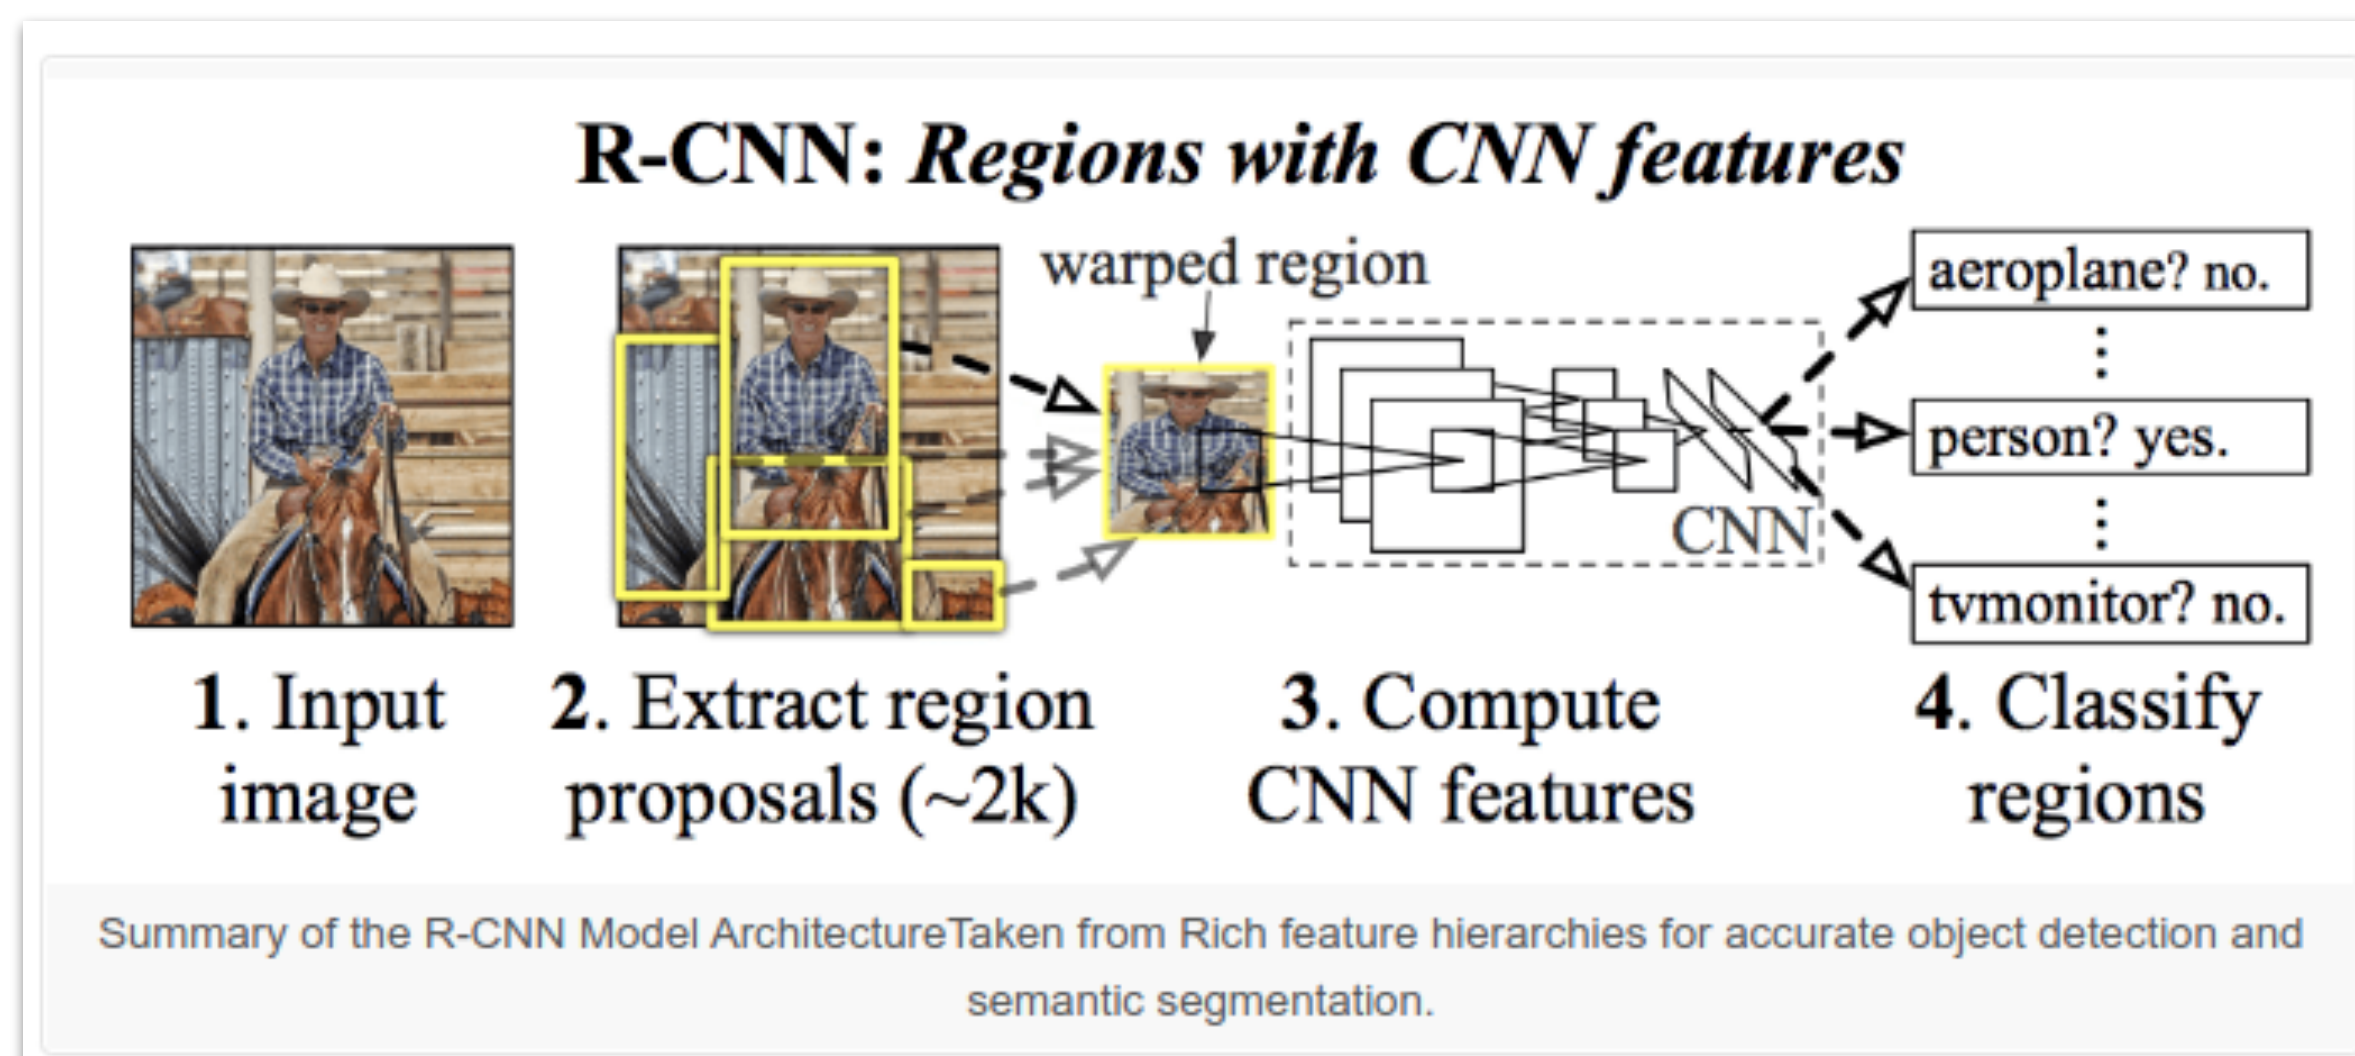 R-CNN: Regions with CNN features
warped region
aeroplane? no.
person? yes.
CNN
tvmonitor? no.
1. Input
image
2. Extract region
proposals (~2k)
3. Compute
CNN features
4. Classify
regions
Summary of the R-CNN Model ArchitectureTaken from Rich feature hierarchies for accurate object detection and
semantic segmentation.